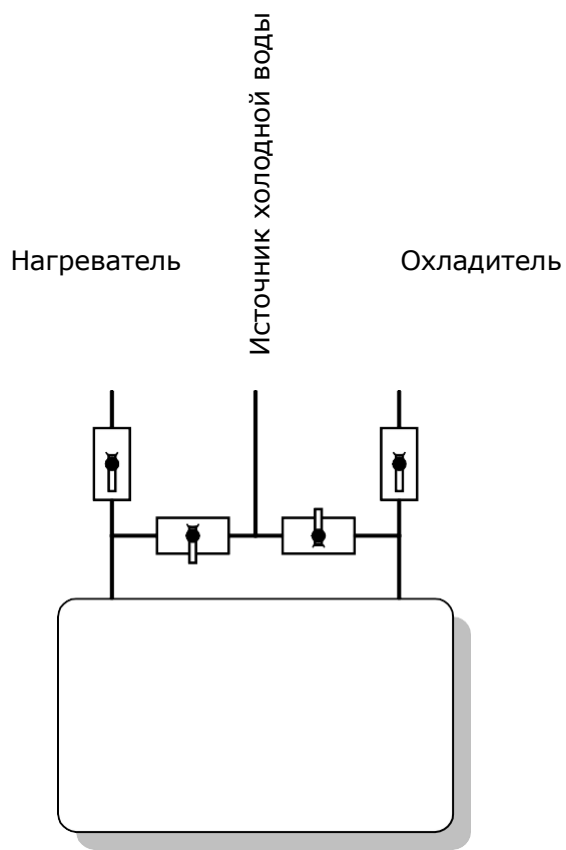 Источник холодной воды
Нагреватель
Охладитель